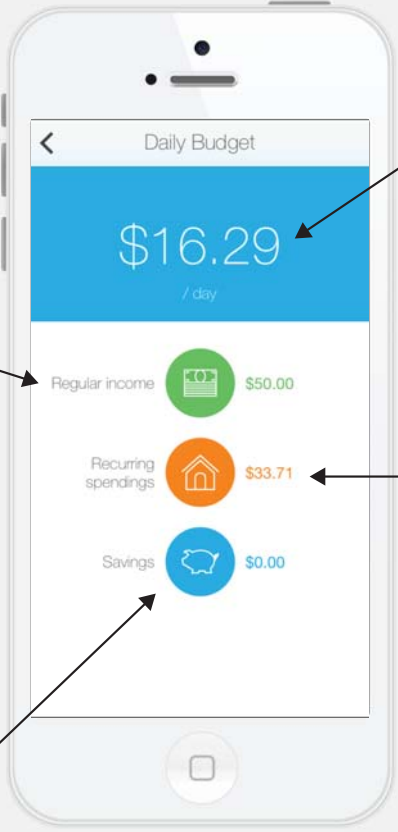 Daily Budget
$16.29
/ day
Regular income
$50.00
Recurring
spendings
$33.71
Savings
$0.00